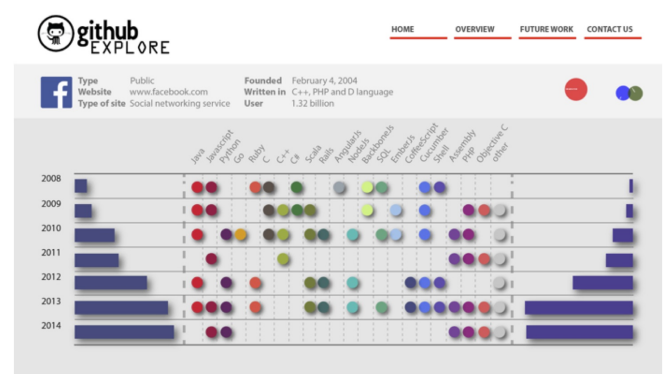 github
EXPLORE
HOME OVERVIEW FUTURE WORK CONTACT US
Type Public
Website www.facebook.com
Type of site Social networking service
Founded February 4, 2004
Written in C++, PHP and D language
User 1.32 billion
Java Javascript Python Go Ruby C C++ C# Scala Rails AngularJs NodeJs BackboneJs SQL EmberJs CoffeeScript Cucumber Shell Assembly PHP Objective C other
2008
2009
2010
2011
2012
2013
2014